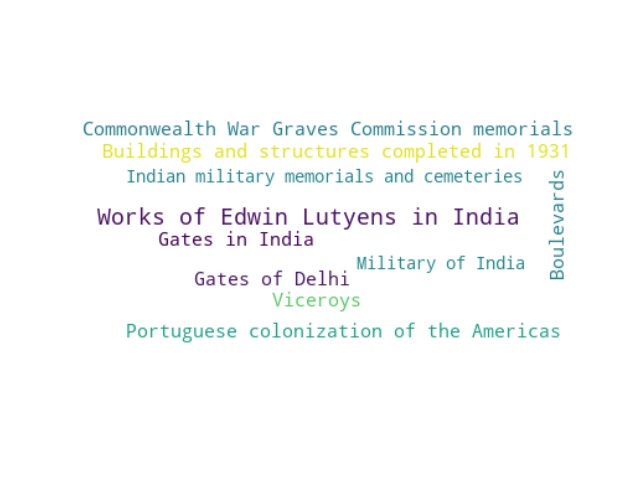 Commonwealth War Graves Commission memorials
Buildings and structures completed in 1931
Indian military memorials and cemeteries
Boulevards
Works of Edwin Lutyens in India
Gates in India
Military of India
Gates of Delhi
Viceroys
Portuguese colonization of the Americas